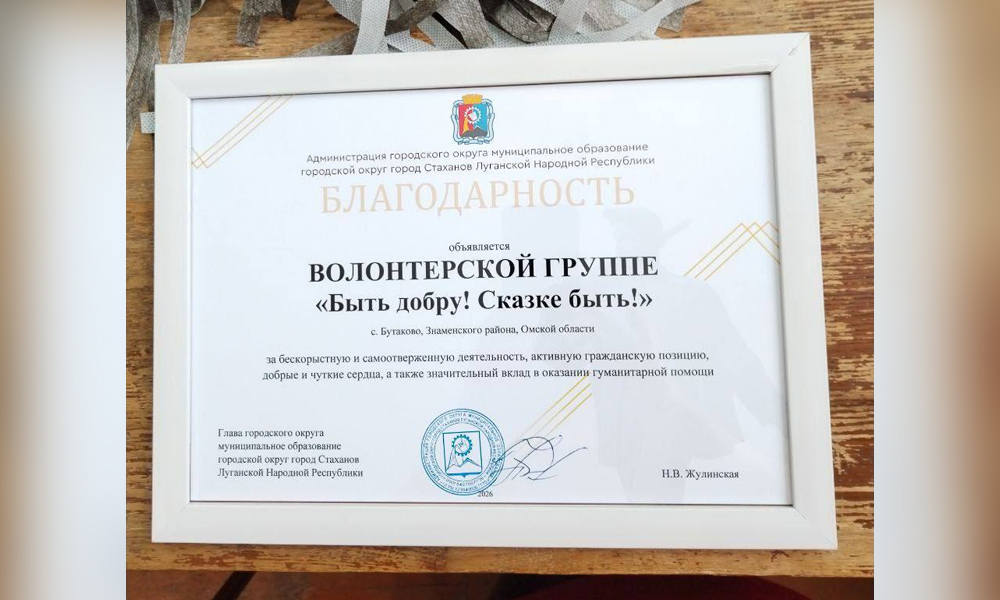 Администрация городского округа муниципальное образование
городской округ город Стаханов Луганской Народной Республики
БЛАГОДАРНОСТЬ
объявляется
ВОЛОНТЕРСКОЙ ГРУППЕ
«Быть добру! Сказке быть!»
с. Бутаково, Знаменского района, Омской области
за бескорыстную и самоотверженную деятельность, активную гражданскую позицию,
добрые и чуткие сердца, а также значительный вклад в оказании гуманитарной помощи
Глава городского округа
муниципальное образование
городской округ город Стаханов
Луганской Народной Республики
Н.В. Жулинская
2026